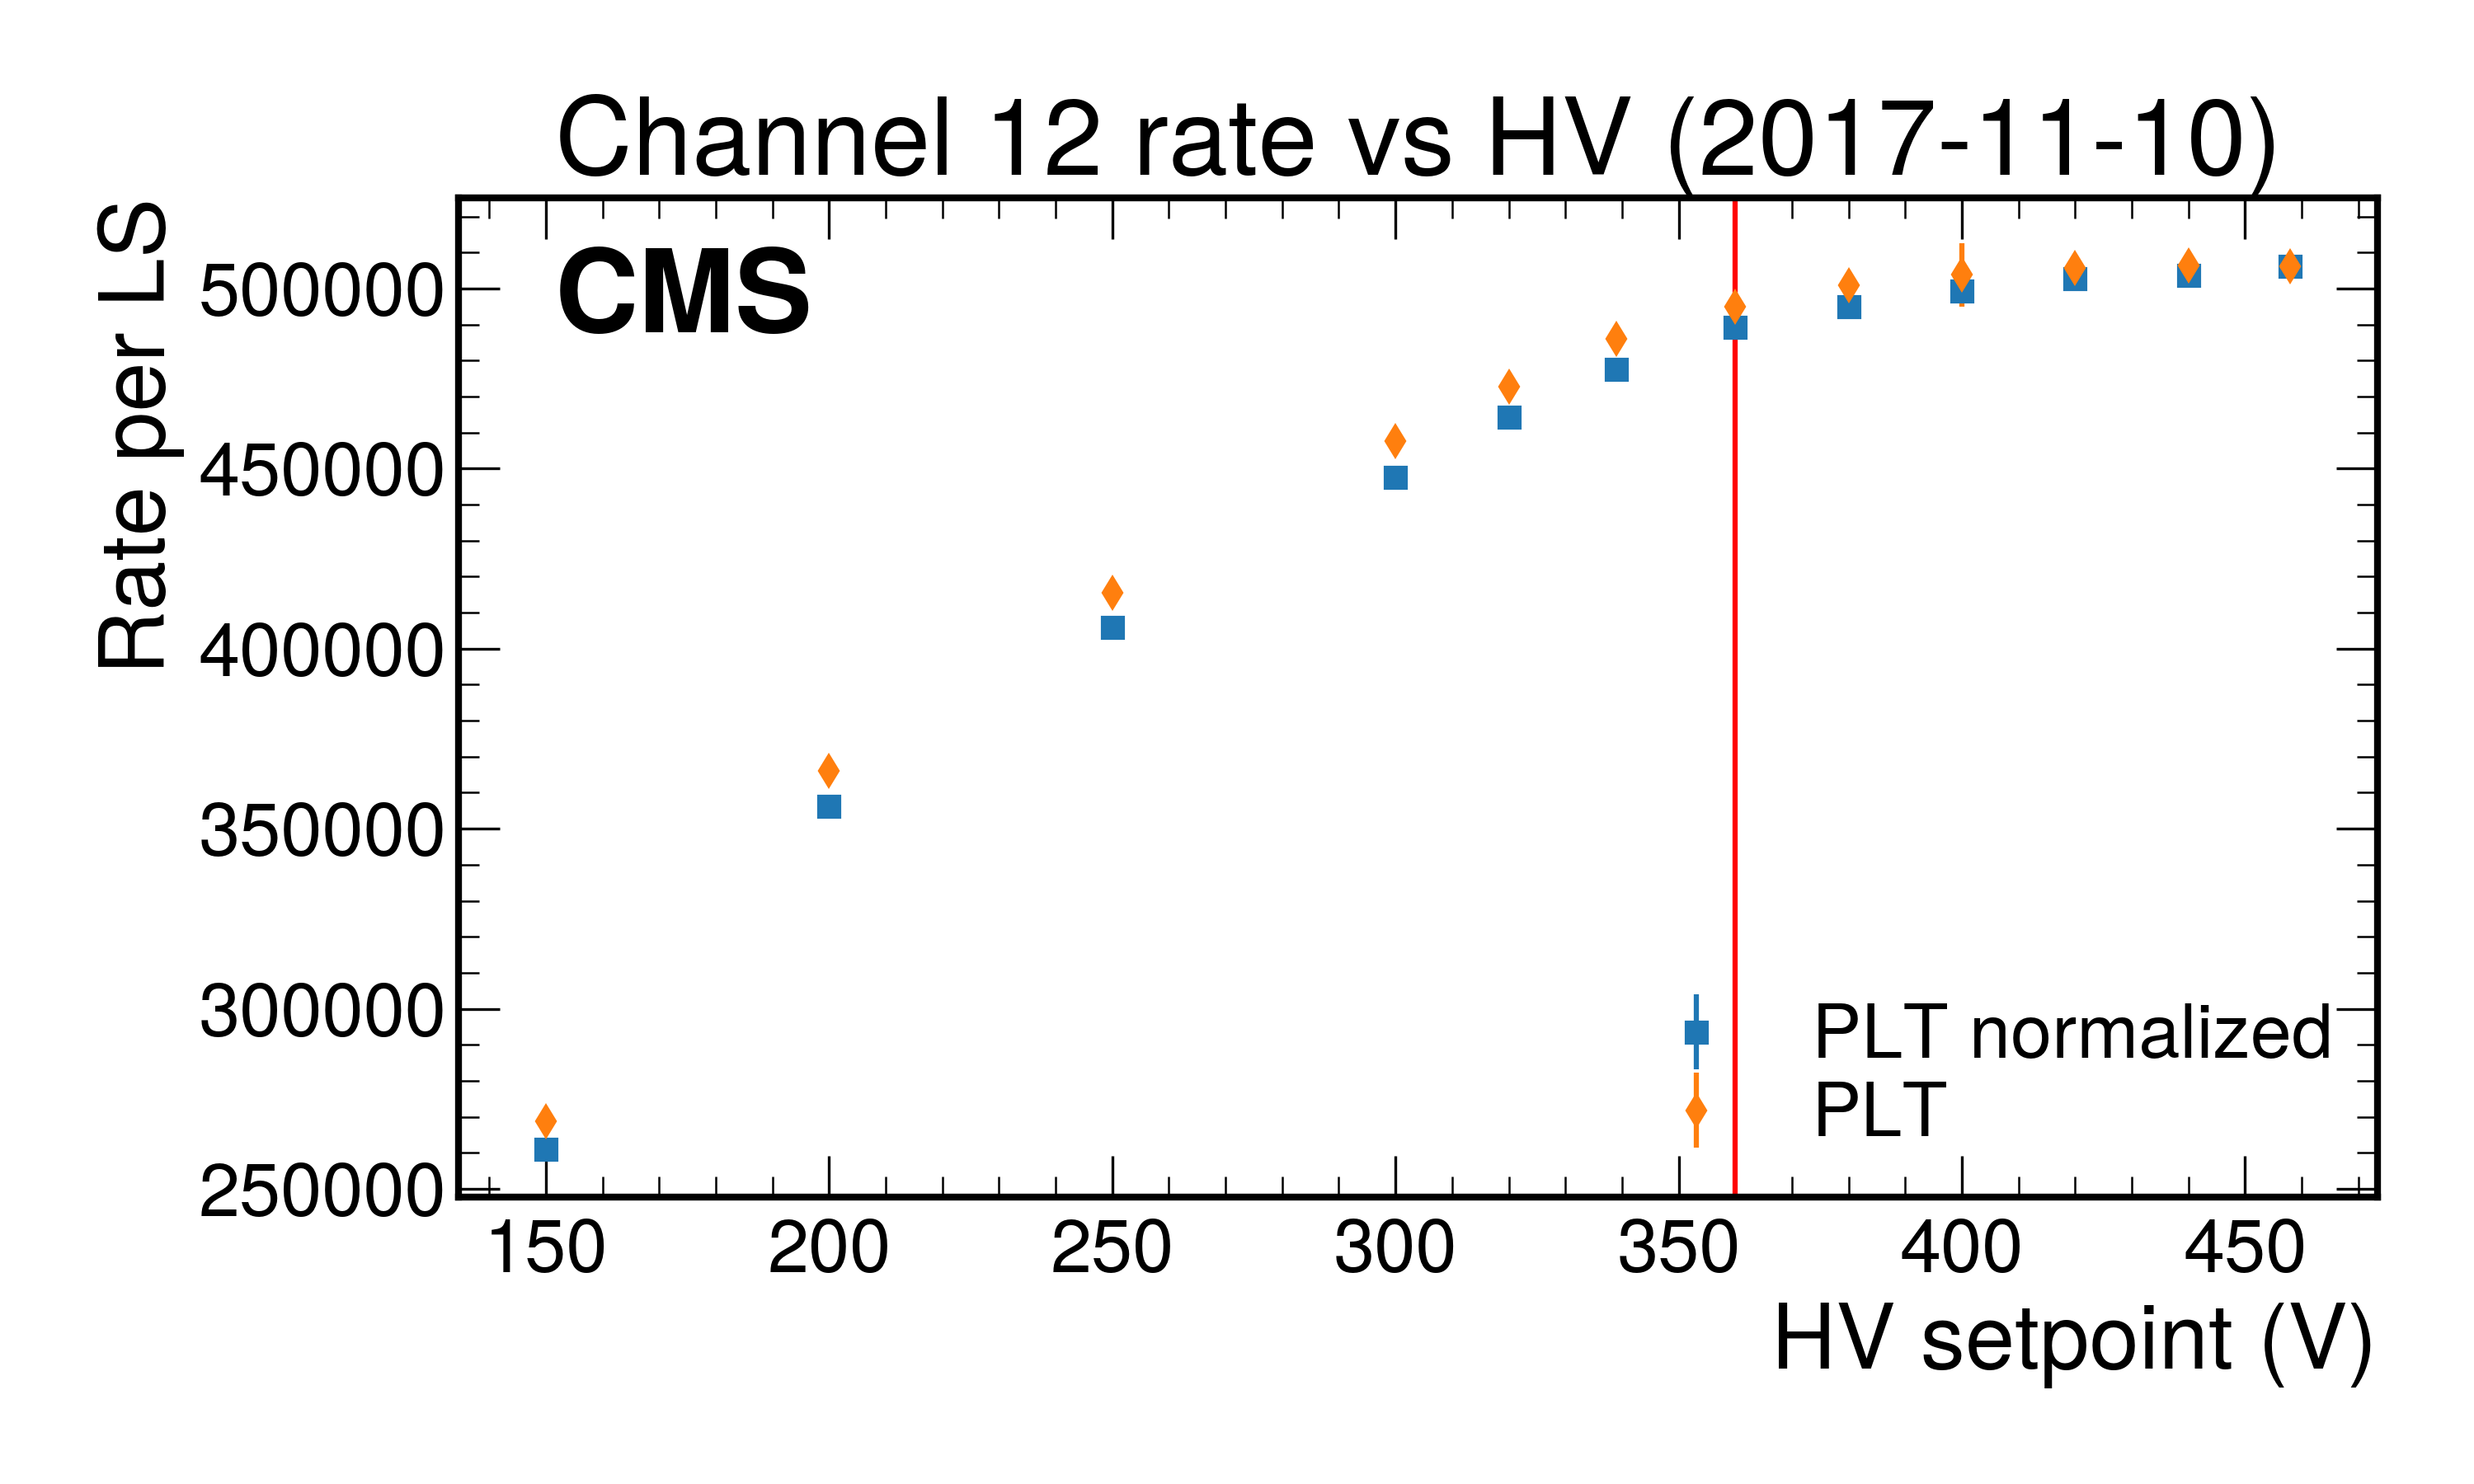 Channel 12 rate vs HV (2017-11-10)
CMS
Rate per LS
500000
450000
400000
350000
300000
250000
PLT normalized
PLT
150 200 250 300 350 400 450
HV setpoint (V)